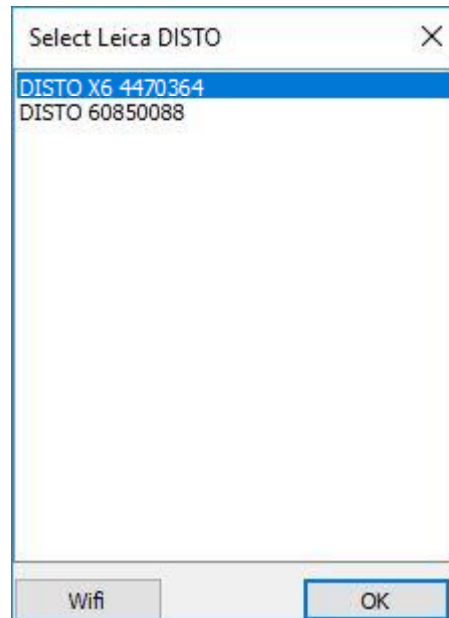 Select Leica DISTO
DISTO X6 4470364
DISTO 60850088
Wifi
OK